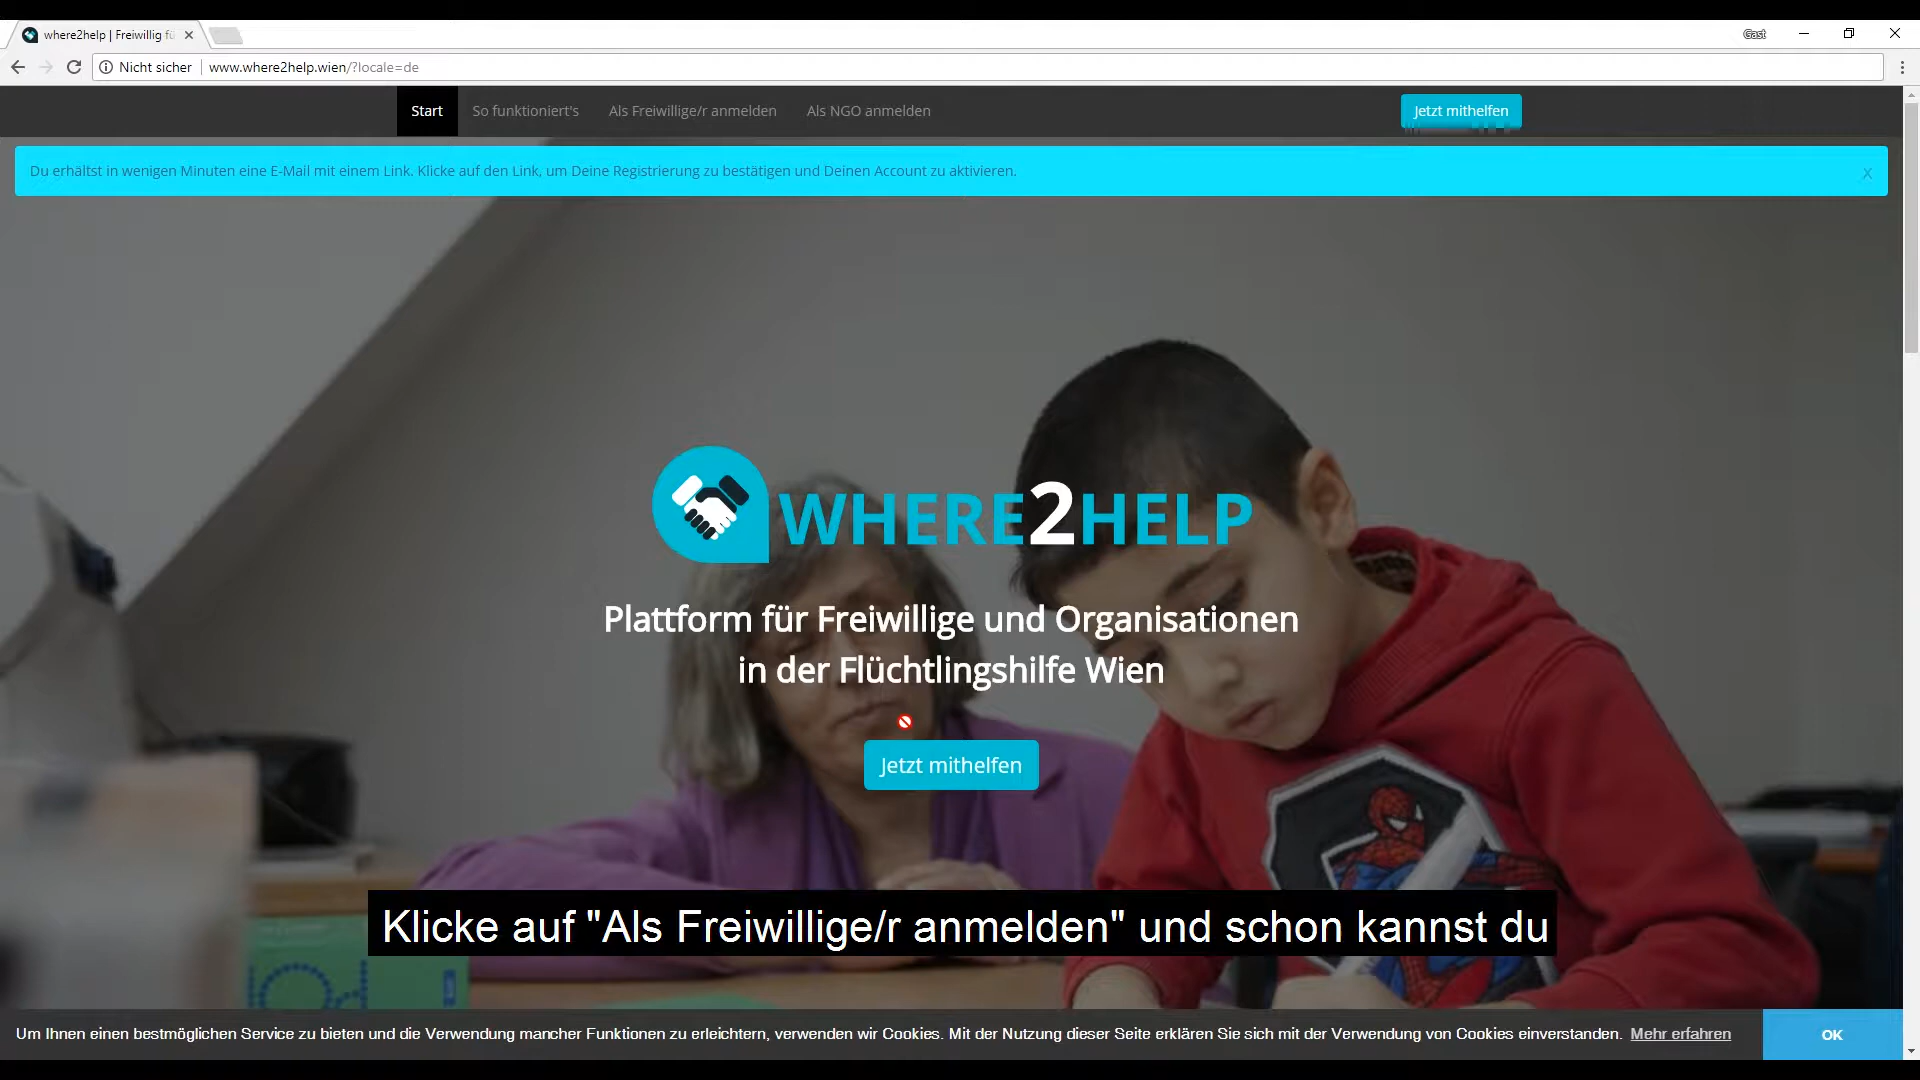 where2help | Freiwillig fü
Gast
Nicht sicher
www.where2help.wien/?locale=de
Start
So funktioniert's
Als Freiwillige/r anmelden
Als NGO anmelden
Jetzt mithelfen
Du erhältst in wenigen Minuten eine E-Mail mit einem Link. Klicke auf den Link, um Deine Registrierung zu bestätigen und Deinen Account zu aktivieren.
x
WHERE2HELP
Plattform für Freiwillige und Organisationen
in der Flüchtlingshilfe Wien
Jetzt mithelfen
Klicke auf "Als Freiwillige/r anmelden" und schon kannst du
Um Ihnen einen bestmöglichen Service zu bieten und die Verwendung mancher Funktionen zu erleichtern, verwenden wir Cookies. Mit der Nutzung dieser Seite erklären Sie sich mit der Verwendung von Cookies einverstanden. Mehr erfahren
OK